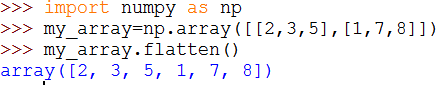 >>> import numpy as np
>>> my_array=np.array([[2,3,5],[1,7,8]])
>>> my_array.flatten()
array([2, 3, 5, 1, 7, 8])